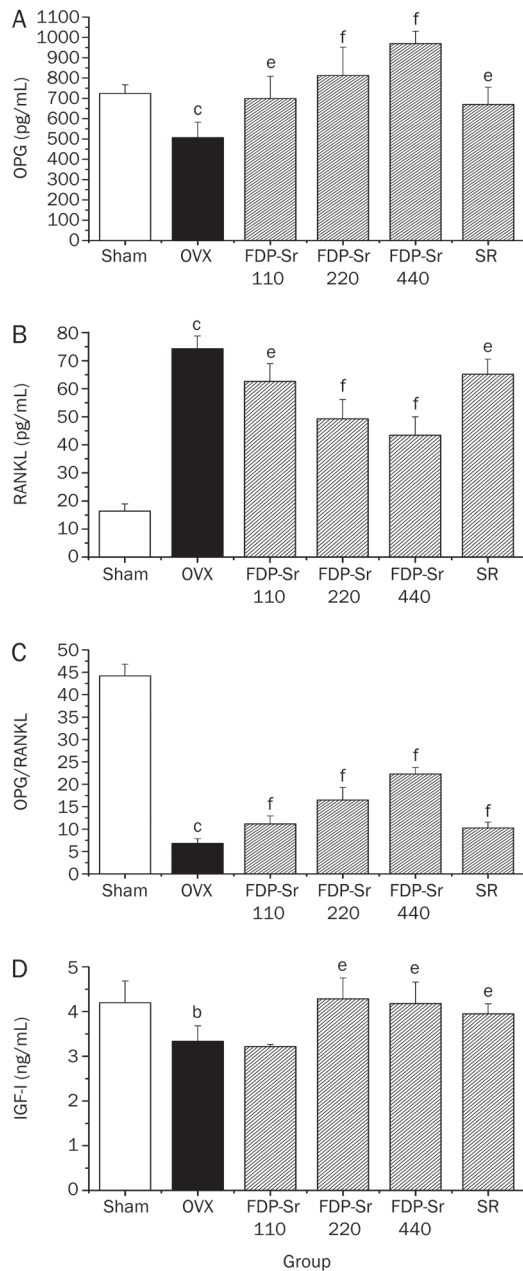 A
OPG (pg/mL)
1100
1000
900
800
700
600
500
400
300
200
100
0
c
e
f
f
e
Sham OVX FDP-Sr FDP-Sr FDP-Sr SR
110 220 440
B
RANKL (pg/mL)
80
70
60
50
40
30
20
10
0
c
e
f
f
e
Sham OVX FDP-Sr FDP-Sr FDP-Sr SR
110 220 440
C
OPG/RANKL
45
40
35
30
25
20
15
10
5
0
c
f
f
f
f
Sham OVX FDP-Sr FDP-Sr FDP-Sr SR
110 220 440
D
IGF-I (ng/mL)
5
4
3
2
1
0
b
e
e
e
Sham OVX FDP-Sr FDP-Sr FDP-Sr SR
110 220 440
Group